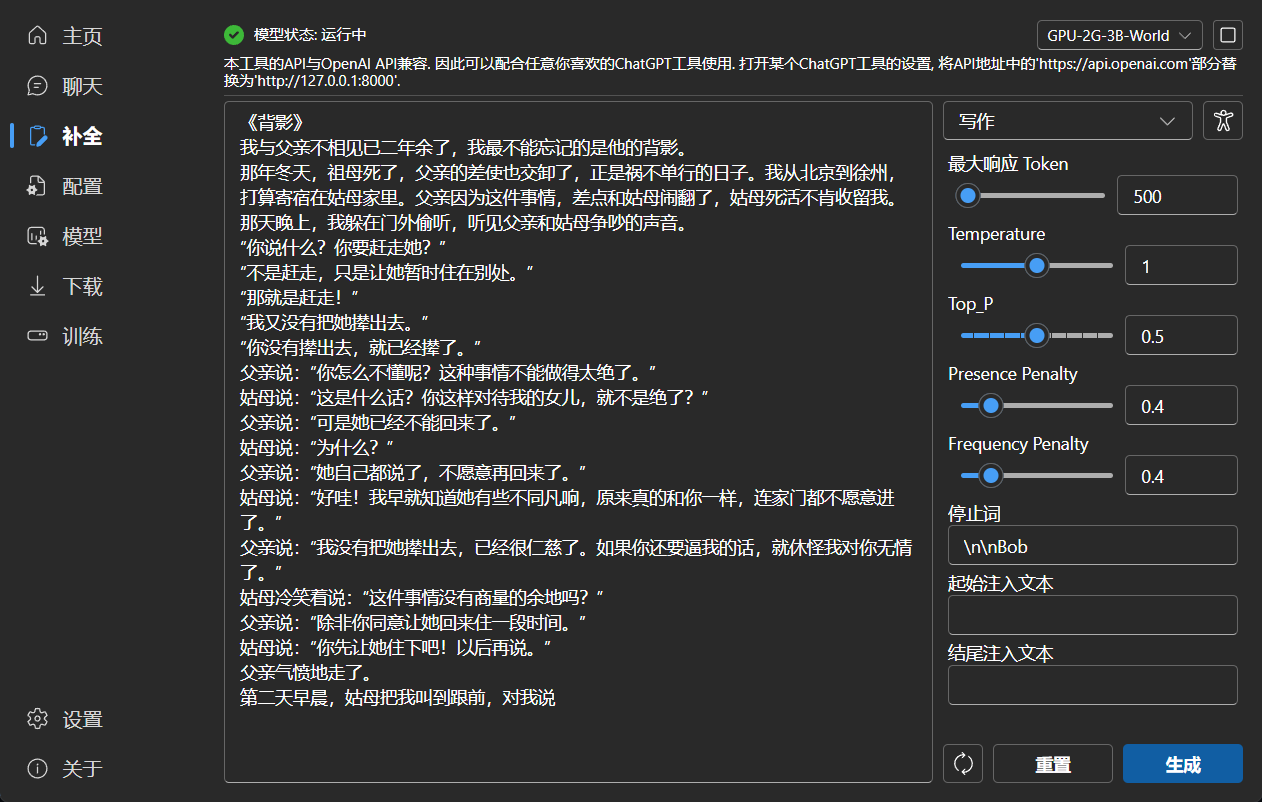 主页
聊天
补全
配置
模型
下载
训练
设置
关于
模型状态: 运行中
GPU-2G-3B-World
本工具的API与OpenAI API兼容. 因此可以配合任意你喜欢的ChatGPT工具使用. 打开某个ChatGPT工具的设置, 将API地址中的'https://api.openai.com'部分替
换为'http://127.0.0.1:8000'.
《背影》
我与父亲不相见已二年余了，我最不能忘记的是他的背影。
那年冬天，祖母死了，父亲的差使也交卸了，正是祸不单行的日子。我从北京到徐州，
打算寄宿在姑母家里。父亲因为这件事情，差点和姑母闹翻了，姑母死活不肯收留我。
那天晚上，我躲在门外偷听，听见父亲和姑母争吵的声音。
“你说什么？你要赶走她？”
“不是赶走，只是让她暂时住在别处。”
“那就是赶走！”
“我又没有把她撵出去。”
“你没有撵出去，就已经撵了。”
父亲说：“你怎么不懂呢？这种事情不能做得太绝了。”
姑母说：“这是什么话？你这样对待我的女儿，就不是绝了？”
父亲说：“可是她已经不能回来了。”
姑母说：“为什么？”
父亲说：“她自己都说了，不愿意再回来了。”
姑母说：“好哇！我早就知道她有些不同凡响，原来真的和你一样，连家门都不愿意进
了。”
父亲说：“我没有把她撵出去，已经很仁慈了。如果你还要逼我的话，就休怪我对你无情
了。”
姑母冷笑着说：“这件事情没有商量的余地吗？”
父亲说：“除非你同意让她回来住一段时间。”
姑母说：“你先让她住下吧！以后再说。”
父亲气愤地走了。
第二天早晨，姑母把我叫到跟前，对我说
写作
最大响应 Token
500
Temperature
1
Top_P
0.5
Presence Penalty
0.4
Frequency Penalty
0.4
停止词
\n\nBob
起始注入文本
结尾注入文本
重置
生成